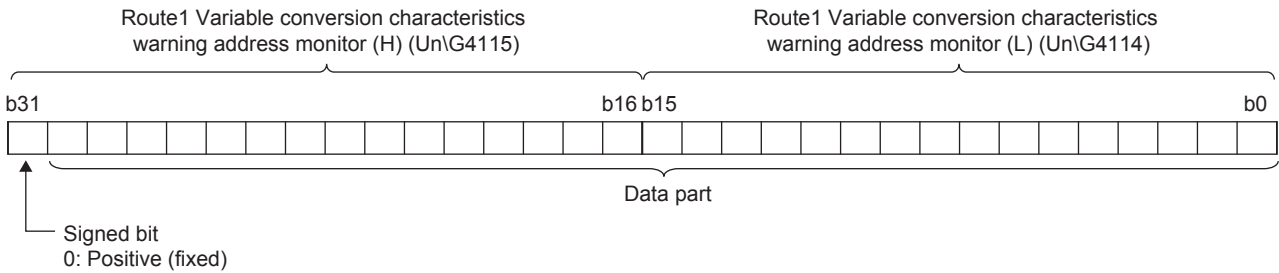 Route1 Variable conversion characteristics
warning address monitor (H) (Un\G4115)
Route1 Variable conversion characteristics
warning address monitor (L) (Un\G4114)
b31
b16 b15
b0
Data part
Signed bit
0: Positive (fixed)